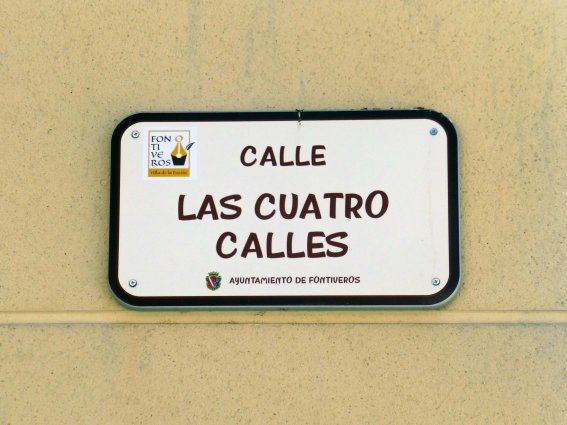 FON
TI
VE
ROS
Villa de la Poesía
CALLE
LAS CUATRO
CALLES
AYUNTAMIENTO DE FONTIVEROS